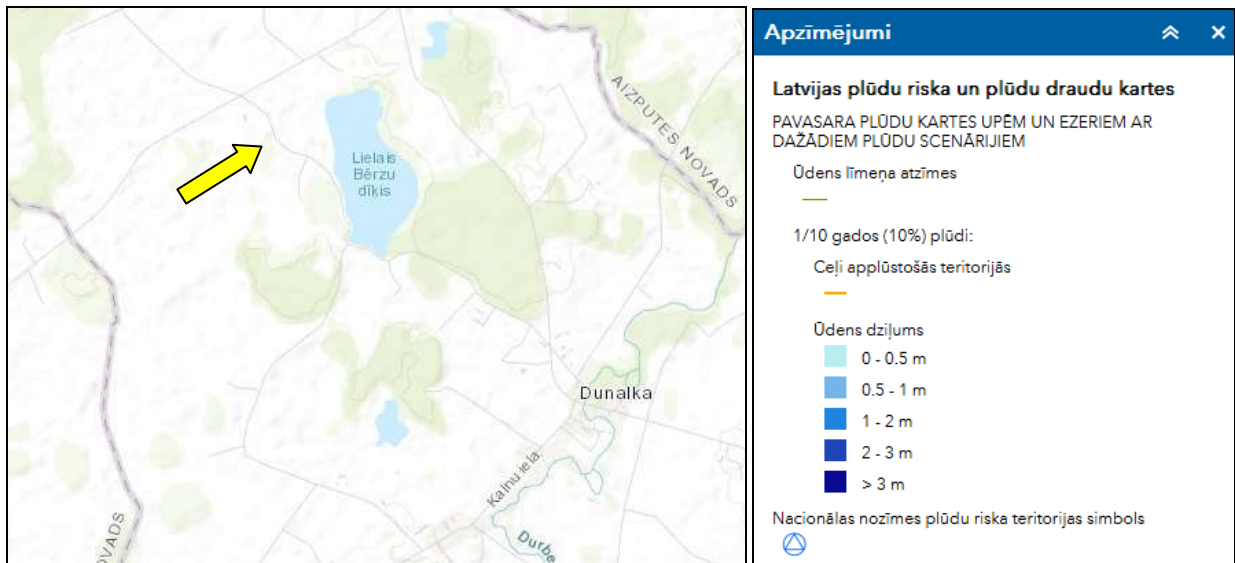 AIZPUTES NOVADS
Lielais
Bērzu
dīķis
Dunalka
Kalnu iela
Durbe
OVADS
Apzīmējumi
Latvijas plūdu riska un plūdu draudu kartes
PAVASARA PLŪDU KARTES UPĒM UN EZERIEM AR
DAŽĀDIEM PLŪDU SCENĀRIJIEM
Ūdens līmeņa atzīmes
1/10 gados (10%) plūdi:
Ceļi applūstošās teritorijās
Ūdens dziļums
0 - 0.5 m
0.5 - 1 m
1 - 2 m
2 - 3 m
> 3 m
Nacionālas nozīmes plūdu riska teritorijas simbols